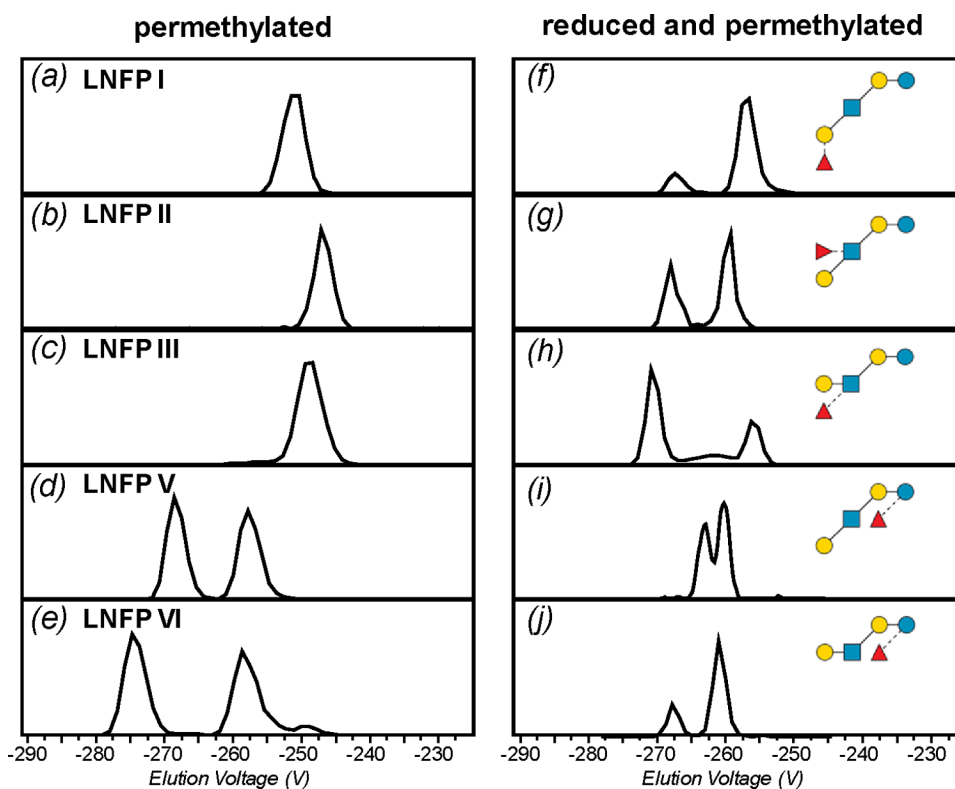 permethylated
reduced and permethylated
(a) LNFP I
(f)
(b) LNFP II
(g)
(c) LNFP III
(h)
(d) LNFP V
(i)
(e) LNFP VI
(j)
-290 -280 -270 -260 -250 -240 -230
-290 -280 -270 -260 -250 -240 -230
Elution Voltage (V)
Elution Voltage (V)